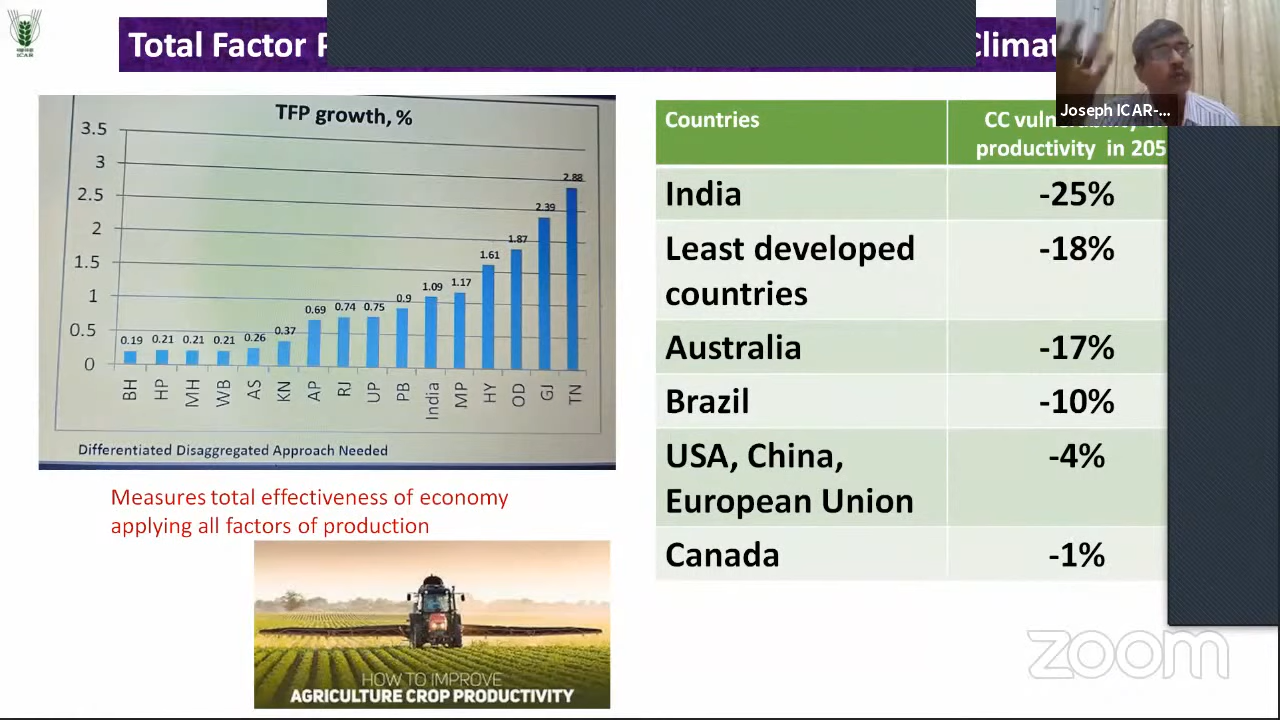 Total Factor
Climat
ICAR
Joseph ICAR-...
TFP growth, %
3.5
3
2.5
2
1.5
1
0.5
0
0.19
0.21
0.21
0.21
0.26
0.37
0.69
0.74
0.75
0.9
1.09
1.17
1.61
1.87
2.39
2.88
BH
HP
MH
WB
AS
KN
AP
RJ
UP
PB
India
MP
HY
OD
GJ
TN
Differentiated Disaggregated Approach Needed
Measures total effectiveness of economy
applying all factors of production
HOW TO IMPROVE
AGRICULTURE CROP PRODUCTIVITY
Countries
CC
productivity in 205
India -25%
Least developed
countries -18%
Australia -17%
Brazil -10%
USA, China,
European Union -4%
Canada -1%
zoom